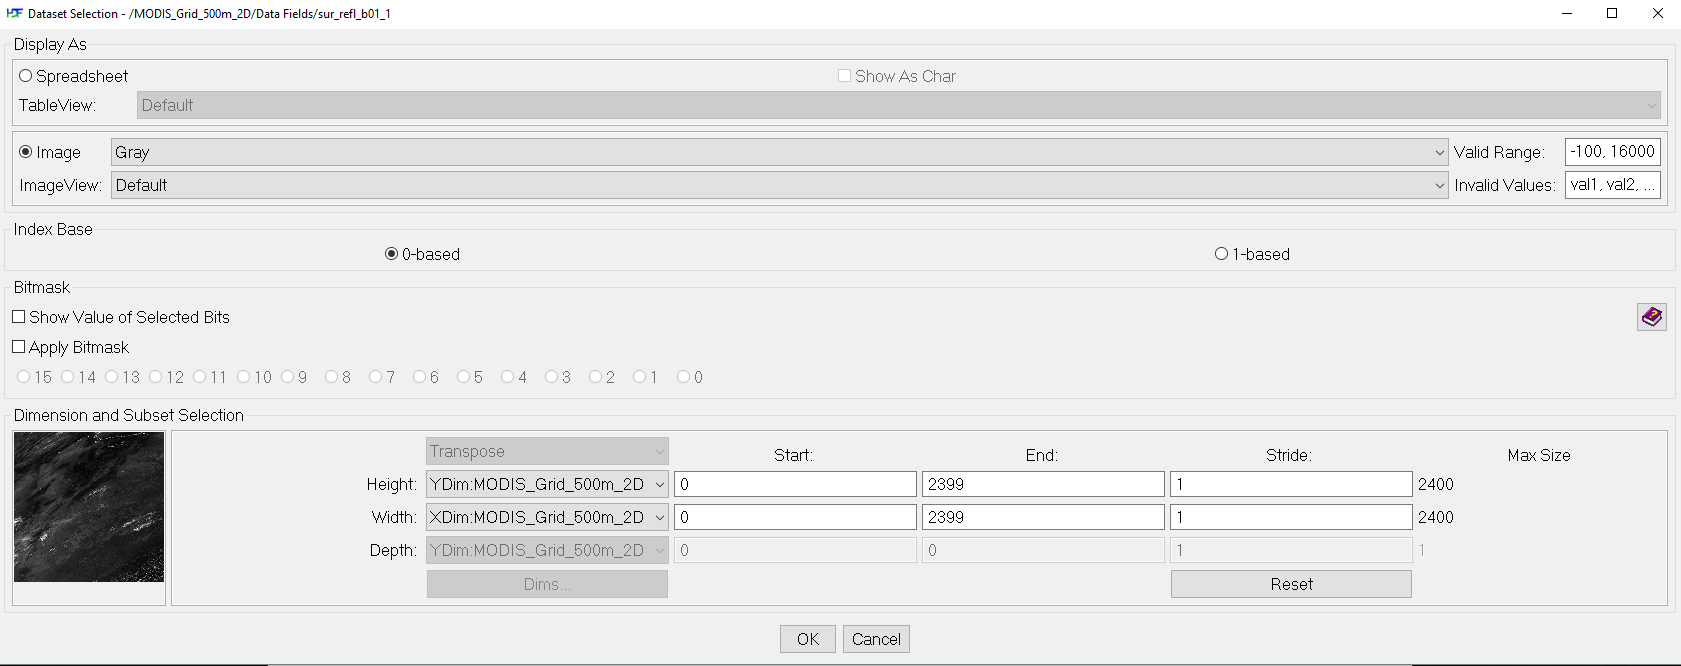 HDF Dataset Selection - /MODIS_Grid_500m_2D/Data Fields/sur_refl_b01_1
Display As
Spreadsheet Show As Char
TableView: Default
Image Gray Valid Range: -100, 16000
ImageView: Default Invalid Values: val1, val2, ...
Index Base
0-based 1-based
Bitmask
Show Value of Selected Bits
?
Apply Bitmask
15 14 13 12 11 10 9 8 7 6 5 4 3 2 1 0
Dimension and Subset Selection
Transpose Start: End: Stride: Max Size
Height: YDim:MODIS_Grid_500m_2D 0 2399 1 2400
Width: XDim:MODIS_Grid_500m_2D 0 2399 1 2400
Depth: YDim:MODIS_Grid_500m_2D 0 0 1 1
Dims... Reset
OK Cancel